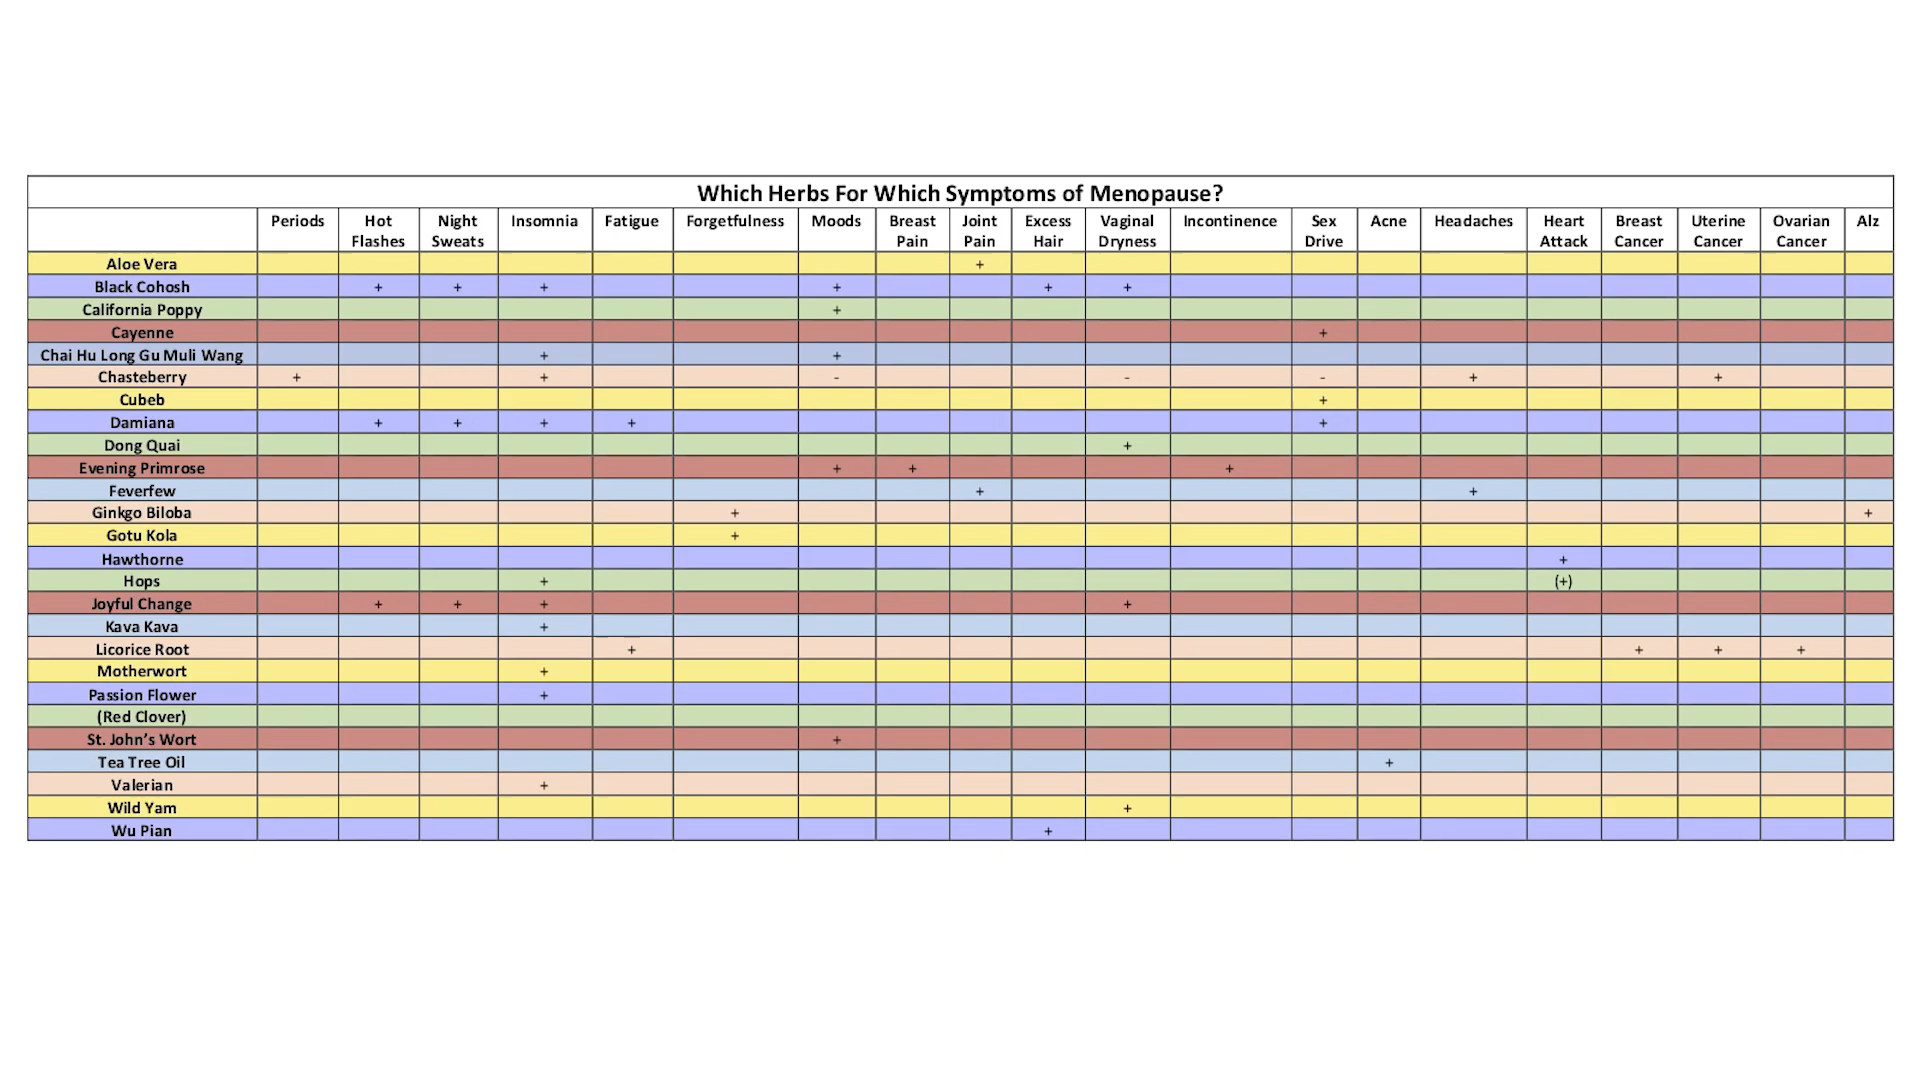 Which Herbs For Which Symptoms of Menopause?
Periods Hot Flashes Night Sweats Insomnia Fatigue Forgetfulness Moods Breast Pain Joint Pain Excess Hair Vaginal Dryness Incontinence Sex Drive Acne Headaches Heart Attack Breast Cancer Uterine Cancer Ovarian Cancer Alz
Aloe Vera +
Black Cohosh + + + + + +
California Poppy +
Cayenne +
Chai Hu Long Gu Muli Wang + +
Chasteberry + + - - - + +
Cubeb +
Damiana + + + + +
Dong Quai +
Evening Primrose + + +
Feverfew + +
Ginkgo Biloba + +
Gotu Kola +
Hawthorne +
Hops + (+)
Joyful Change + + + +
Kava Kava +
Licorice Root + + + +
Motherwort +
Passion Flower +
(Red Clover)
St. John’s Wort +
Tea Tree Oil +
Valerian +
Wild Yam +
Wu Pian +